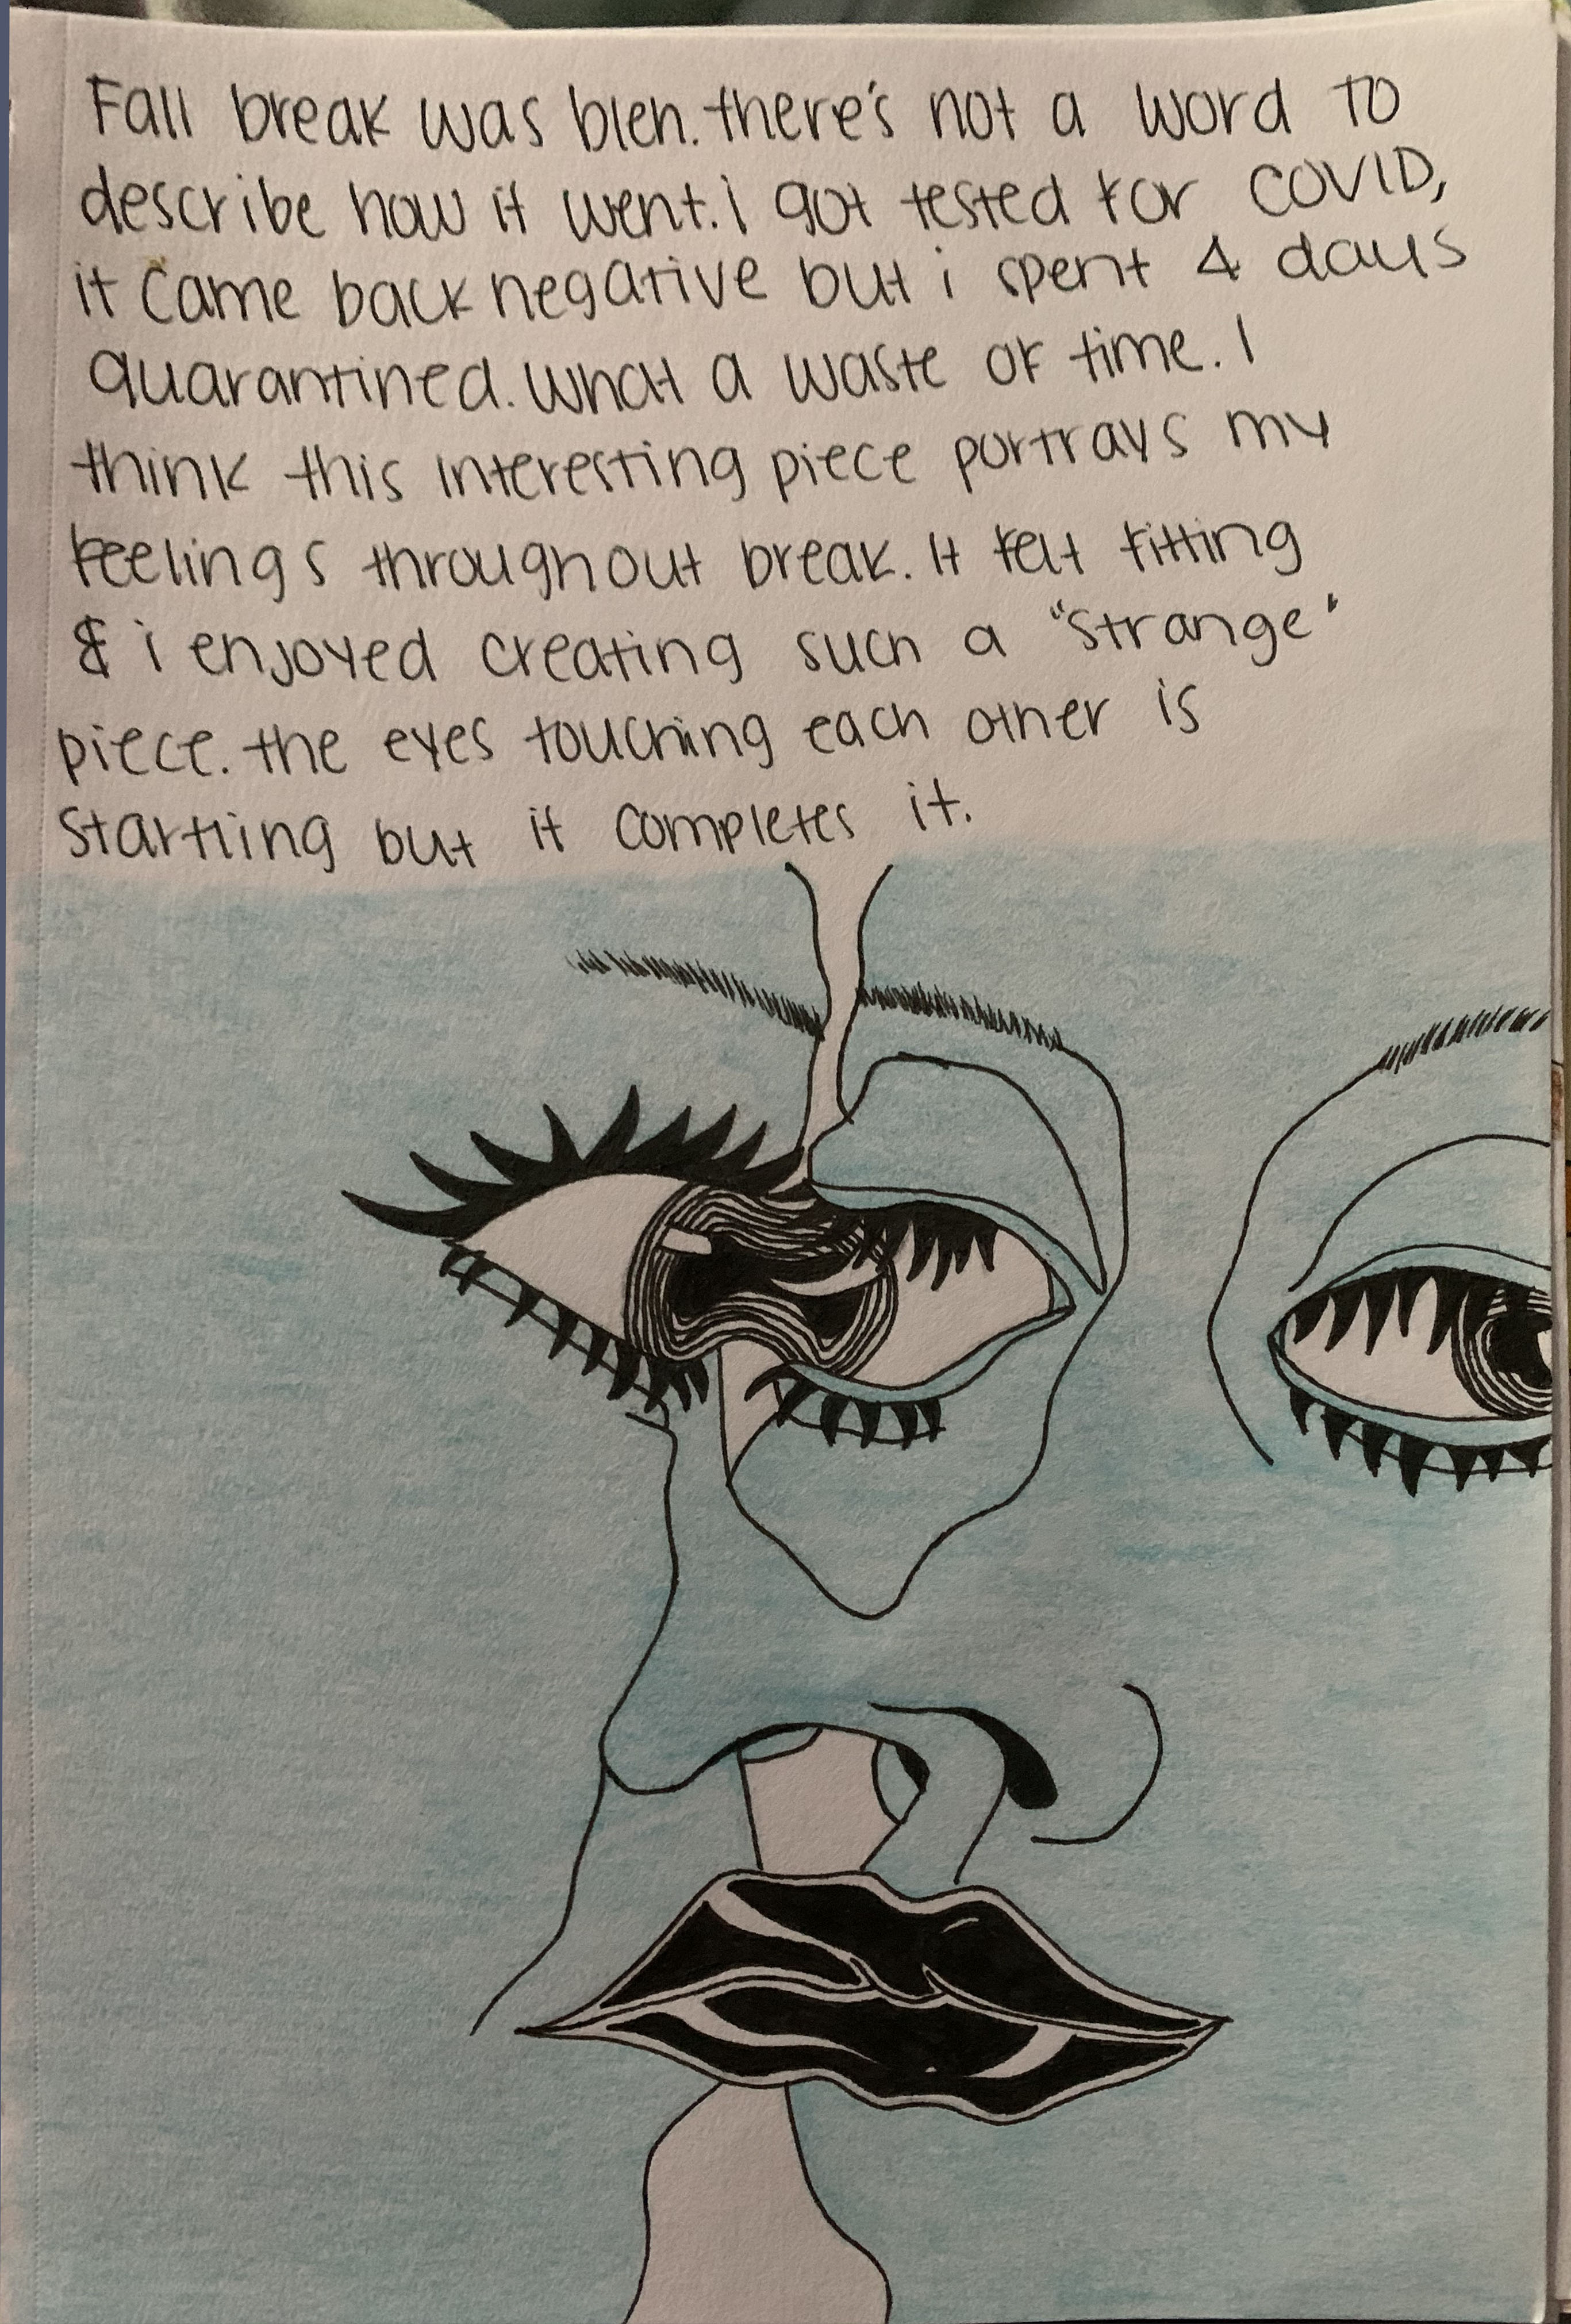 Fall break was bleh. there's not a word to
describe how it went. i got tested for COVID,
it came back negative but i spent 4 days
quarantined. what a waste of time. I
think this interesting piece portrays my
feelings throughout break. It felt fitting
& i enjoyed creating such a "strange"
piece. the eyes touching each other is
startling but it completes it.